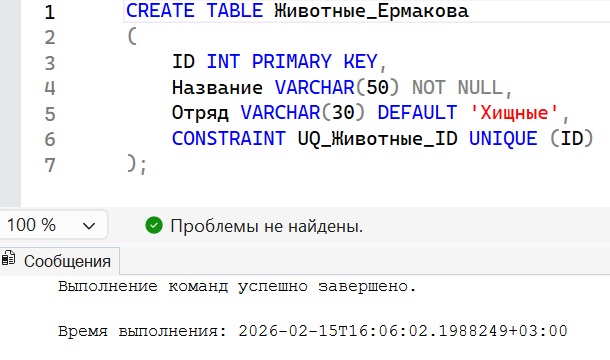 1 CREATE TABLE Животные_Ермакова
2 (
3 ID INT PRIMARY KEY,
4 Название VARCHAR(50) NOT NULL,
5 Отряд VARCHAR(30) DEFAULT 'Хищные',
6 CONSTRAINT UQ_Животные_ID UNIQUE (ID)
7 );
100 % Проблемы не найдены.
Сообщения
Выполнение команд успешно завершено.
Время выполнения: 2026-02-15T16:06:02.1988249+03:00